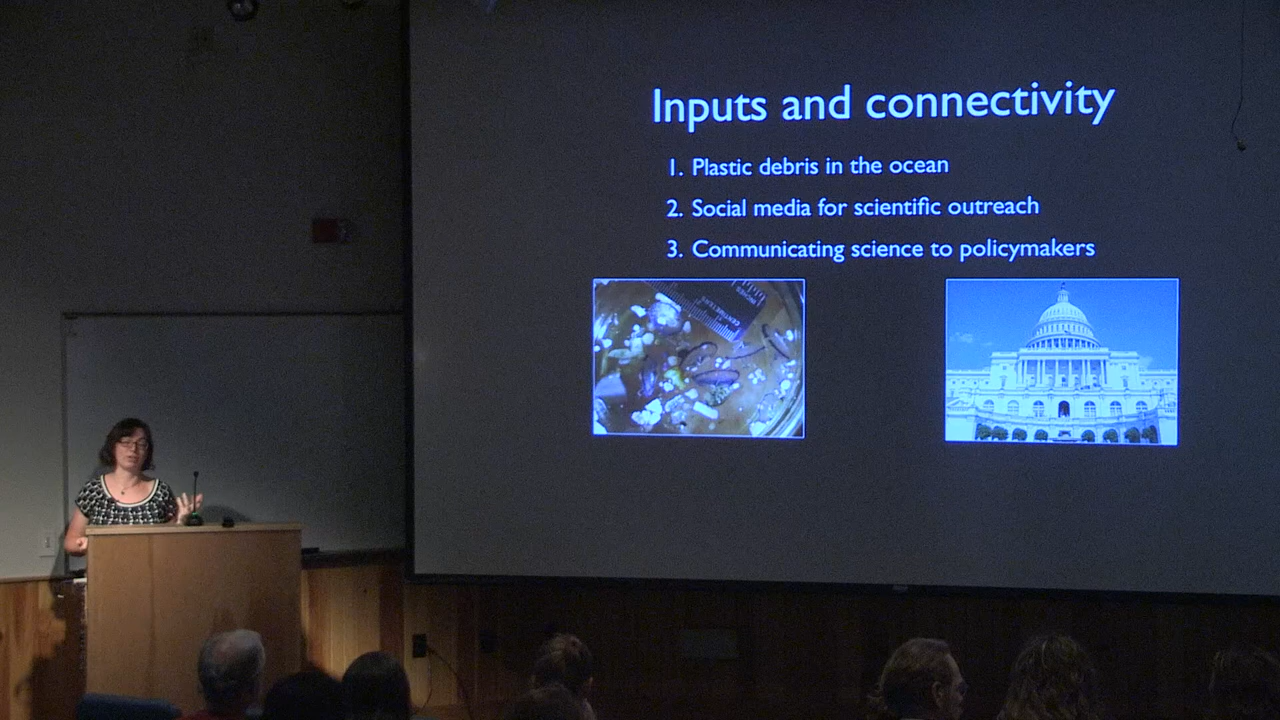 Inputs and connectivity
1. Plastic debris in the ocean
2. Social media for scientific outreach
3. Communicating science to policymakers
CENTIMETERS